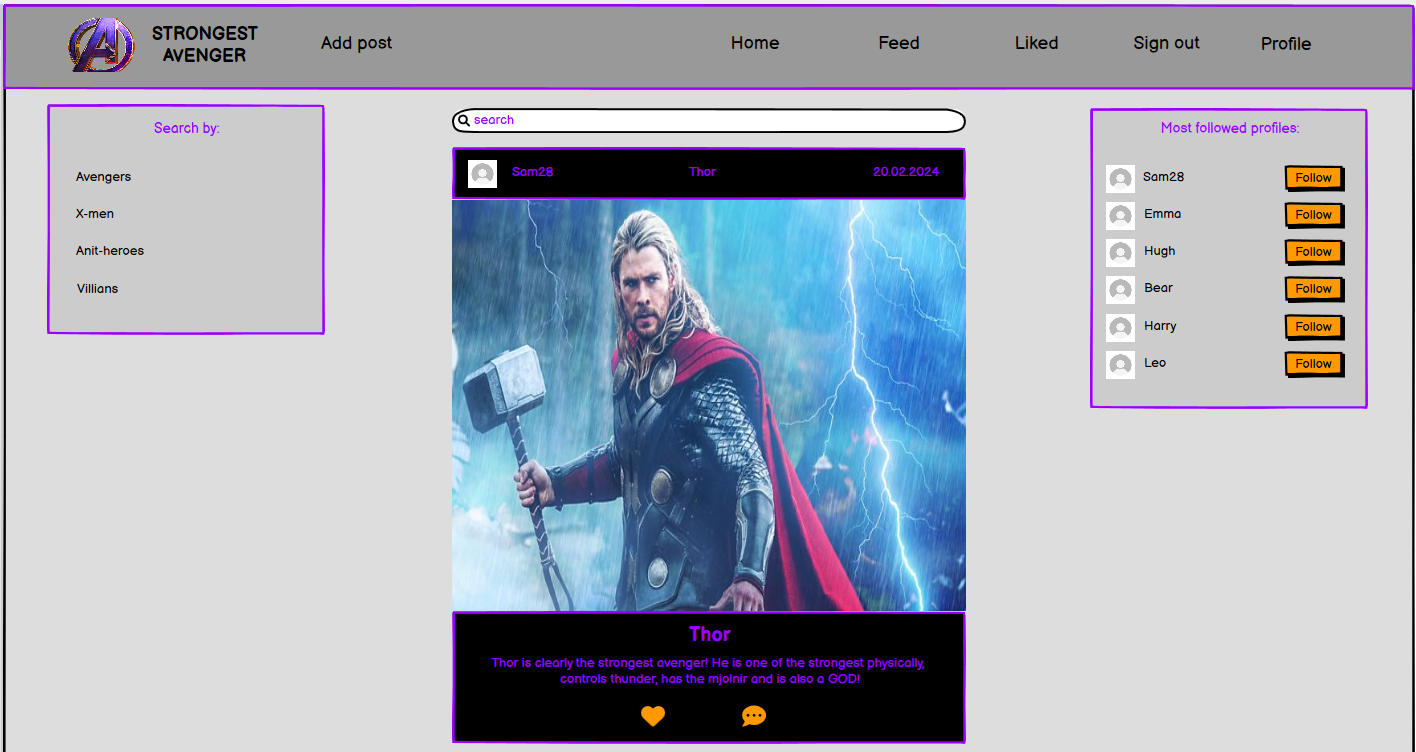 STRONGEST
AVENGER
Add post
Home
Feed
Liked
Sign out
Profile
Search by:
Avengers
X-men
Anit-heroes
Villians
search
Sam28
Thor
20.02.2024
Thor
Thor is clearly the strongest avenger! He is one of the strongest physically,
controls thunder, has the mjolnir and is also a GOD!
Most followed profiles:
Sam28 Follow
Emma Follow
Hugh Follow
Bear Follow
Harry Follow
Leo Follow